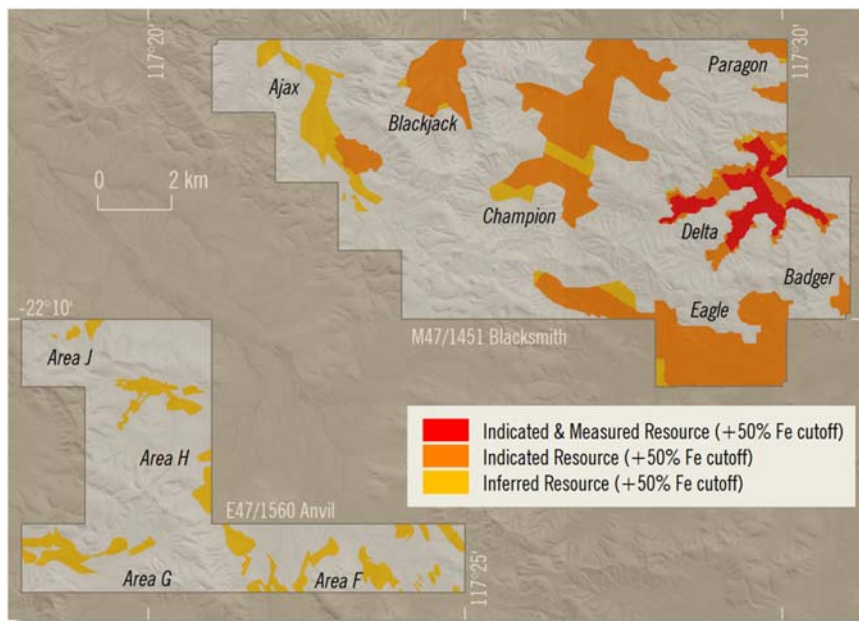 117°20'
117°30'
Ajax
Blackjack
Paragon
0 2 km
Champion
Delta
Badger
Eagle
-22°10'
M47/1451 Blacksmith
Area J
Area H
E47/1560 Anvil
Area G
Area F
117°25'
Indicated & Measured Resource (+50% Fe cutoff)
Indicated Resource (+50% Fe cutoff)
Inferred Resource (+50% Fe cutoff)